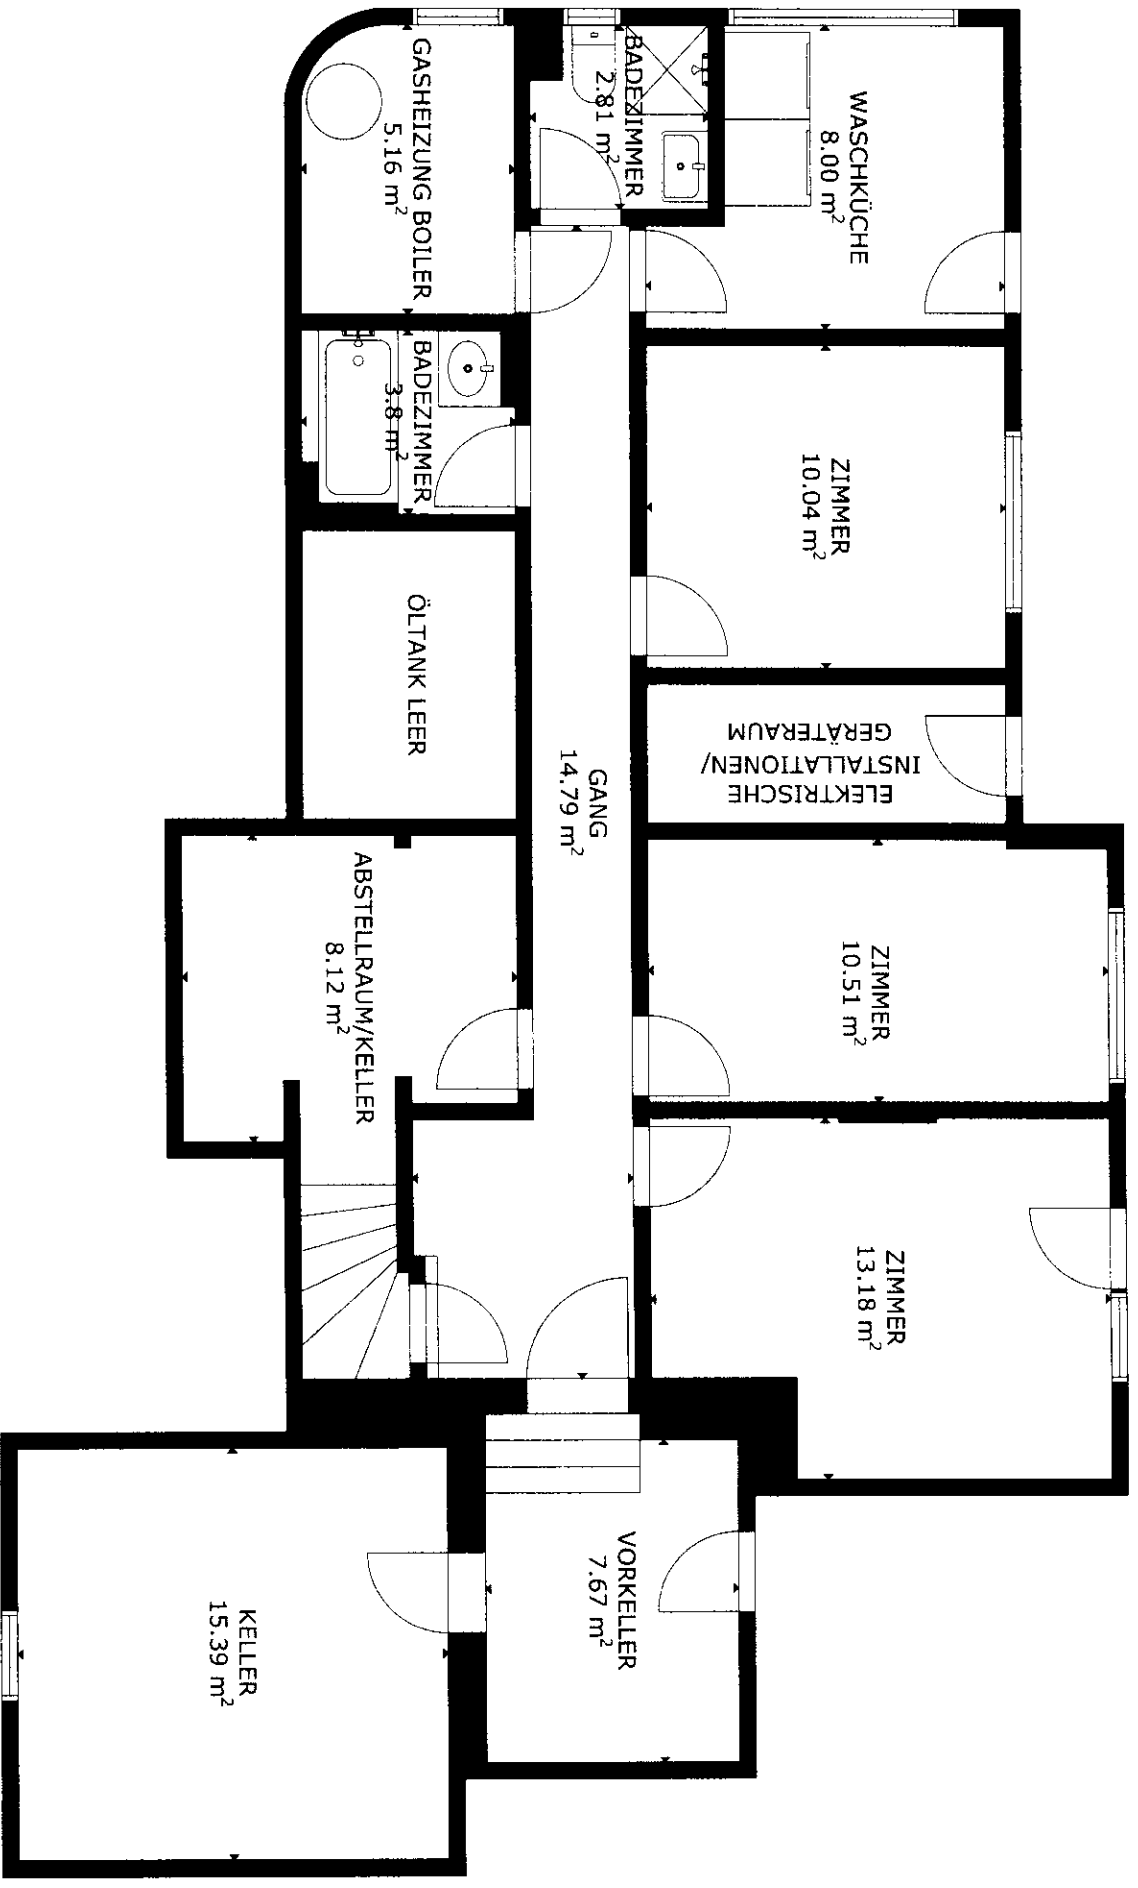 GASHEIZUNG BOILER
5.16 m²
BADEZIMMER
2.81 m²
WASCHKÜCHE
8.00 m²
BADEZIMMER
3.8 m²
ZIMMER
10.04 m²
ÖLTANK LEER
ELEKTRISCHE
INSTALLATIONEN/
GERÄTERAUM
GANG
14.79 m²
ABSTELLRAUM/KELLER
8.12 m²
ZIMMER
10.51 m²
ZIMMER
13.18 m²
VORKELLER
7.67 m²
KELLER
15.39 m²